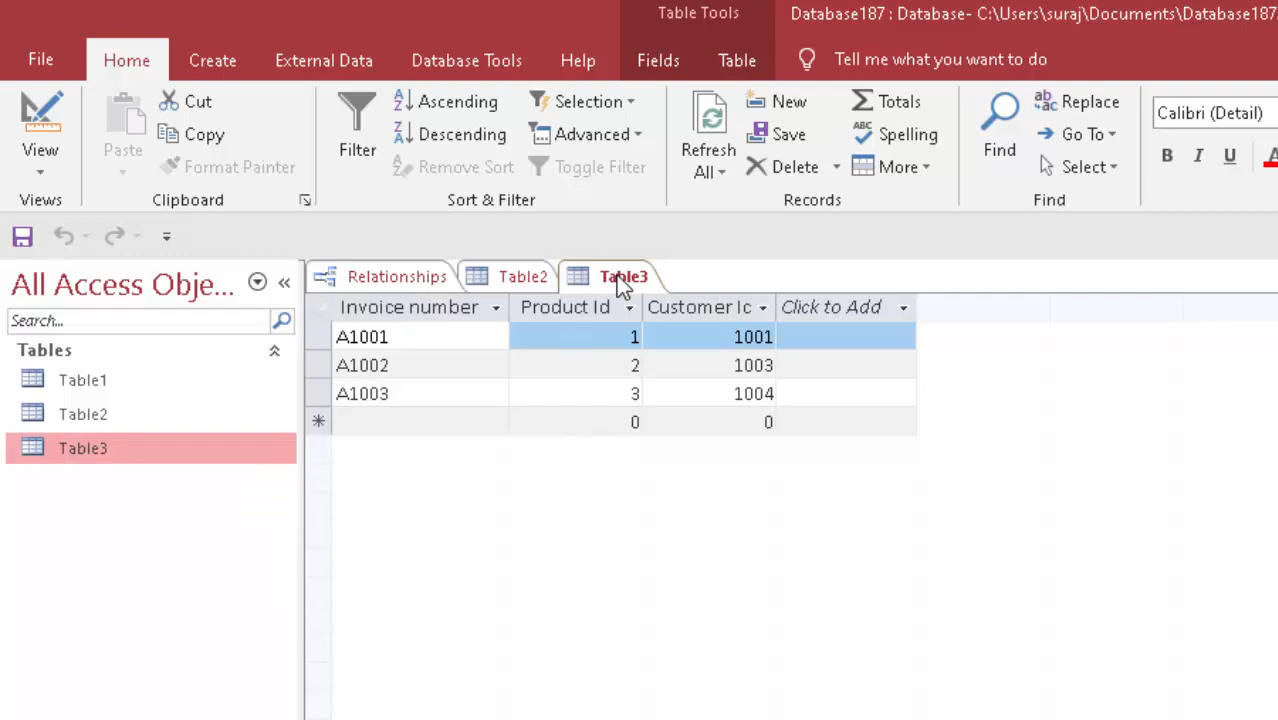 Table Tools
Database187 : Database- C:\Users\suraj\Documents\Database187
File Home Create External Data Database Tools Help Fields Table Tell me what you want to do
View
Views
Paste
Cut
Copy
Format Painter
Clipboard
Filter
Ascending
Descending
Remove Sort
Selection
Advanced
Toggle Filter
Sort & Filter
Refresh
All
New
Save
Delete
Totals
Spelling
More
Records
Find
Replace
Go To
Select
Find
Calibri (Detail)
B I U A
All Access Obje...
Search...
Tables
Table1
Table2
Table3
Relationships Table2 Table3
Invoice number Product Id Customer Ic Click to Add
A1001 1 1001
A1002 2 1003
A1003 3 1004
0 0